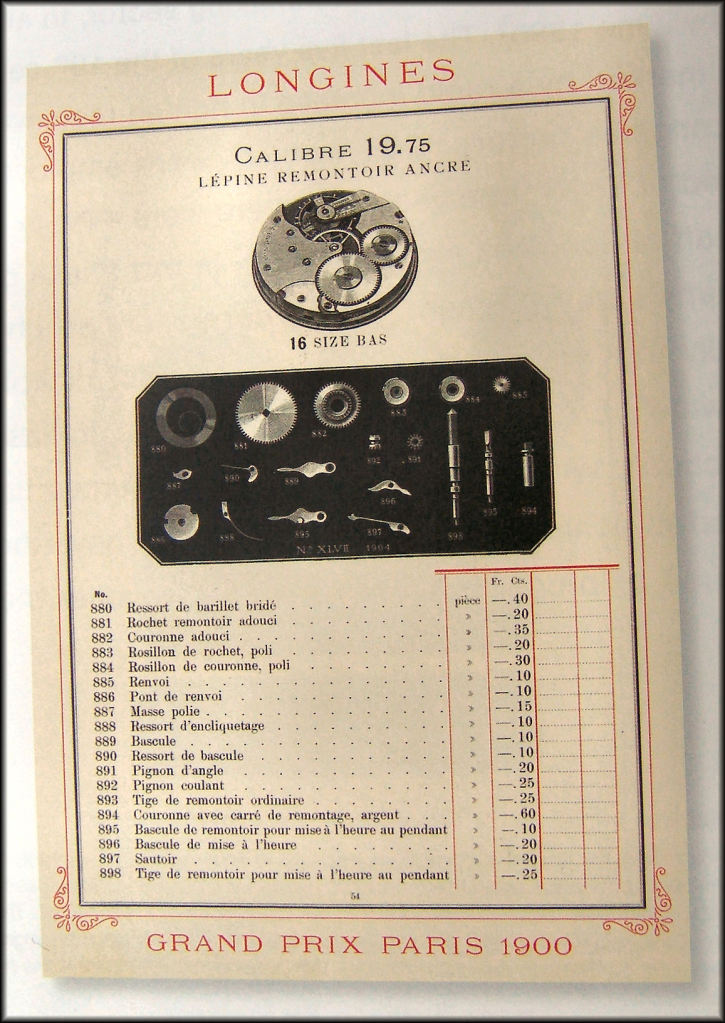 LONGINES
CALIBRE 19.75
LÉPINE REMONTOIR ANCRE
16 SIZE BAS
883 884 885
880 881 882
892 891
887 890 889
896
893 894
886 888 895 897 898
No XLVII 1904
No. Fr. Cts.
880 Ressort de barillet bridé . . . . . . . . . pièce —.40
881 Rochet remontoir adouci . . . . . . . . . » —.20
882 Couronne adouci . . . . . . . . . . . » —.35
883 Rosillon de rochet, poli . . . . . . . . . » —.20
884 Rosillon de couronne, poli . . . . . . . . » —.30
885 Renvoi . . . . . . . . . . . . . » —.10
886 Pont de renvoi . . . . . . . . . . . » —.10
887 Masse polie . . . . . . . . . . . . » —.15
888 Ressort d'encliquetage . . . . . . . . . » —.10
889 Bascule . . . . . . . . . . . . . » —.10
890 Ressort de bascule . . . . . . . . . . » —.10
891 Pignon d'angle . . . . . . . . . . . » —.20
892 Pignon coulant . . . . . . . . . . . » —.25
893 Tige de remontoir ordinaire . . . . . . . . » —.25
894 Couronne avec carré de remontage, argent . . . . » —.60
895 Bascule de remontoir pour mise à l'heure au pendant » —.10
896 Bascule de mise à l'heure . . . . . . . . » —.20
897 Sautoir . . . . . . . . . . . . . » —.20
898 Tige de remontoir pour mise à l'heure au pendant » —.25
54
GRAND PRIX PARIS 1900